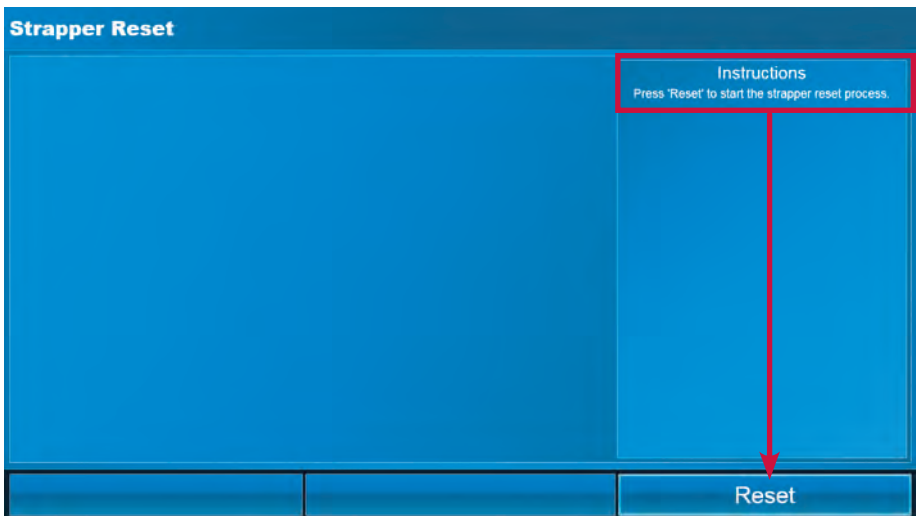 Strapper Reset
Instructions
Press 'Reset' to start the strapper reset process.
Reset